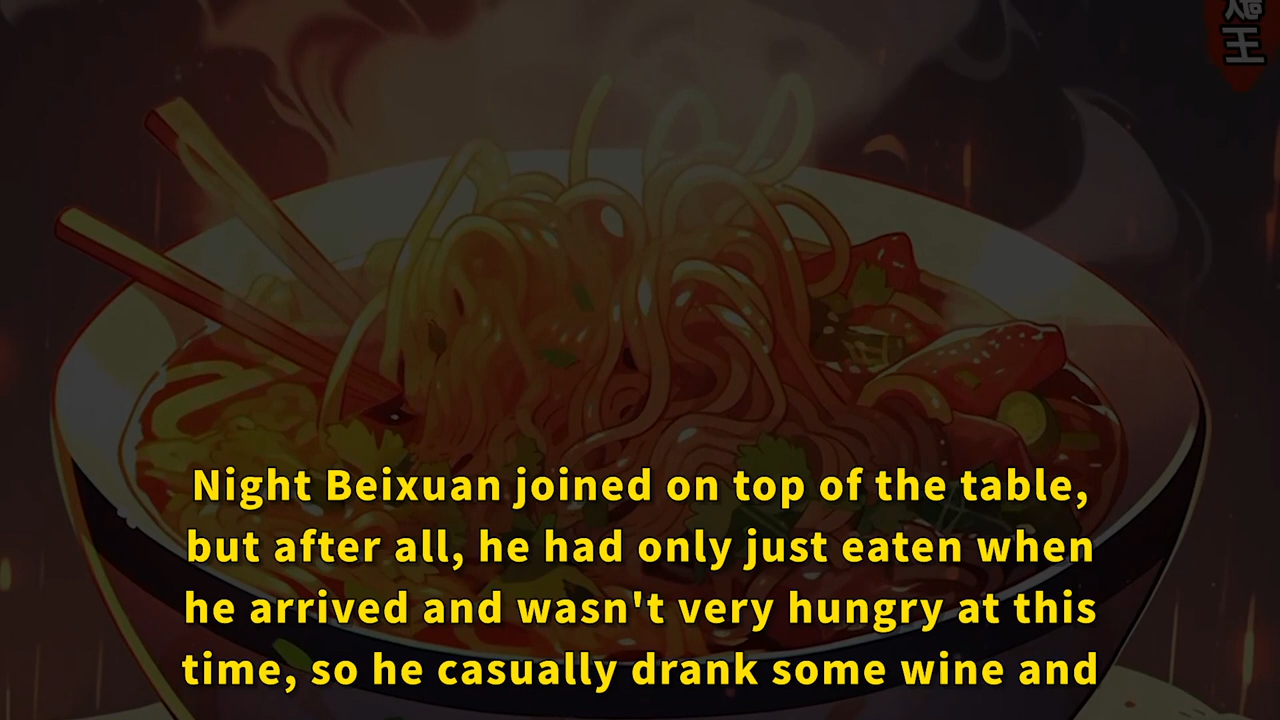 王
Night Beixuan joined on top of the table,
but after all, he had only just eaten when
he arrived and wasn't very hungry at this
time, so he casually drank some wine and